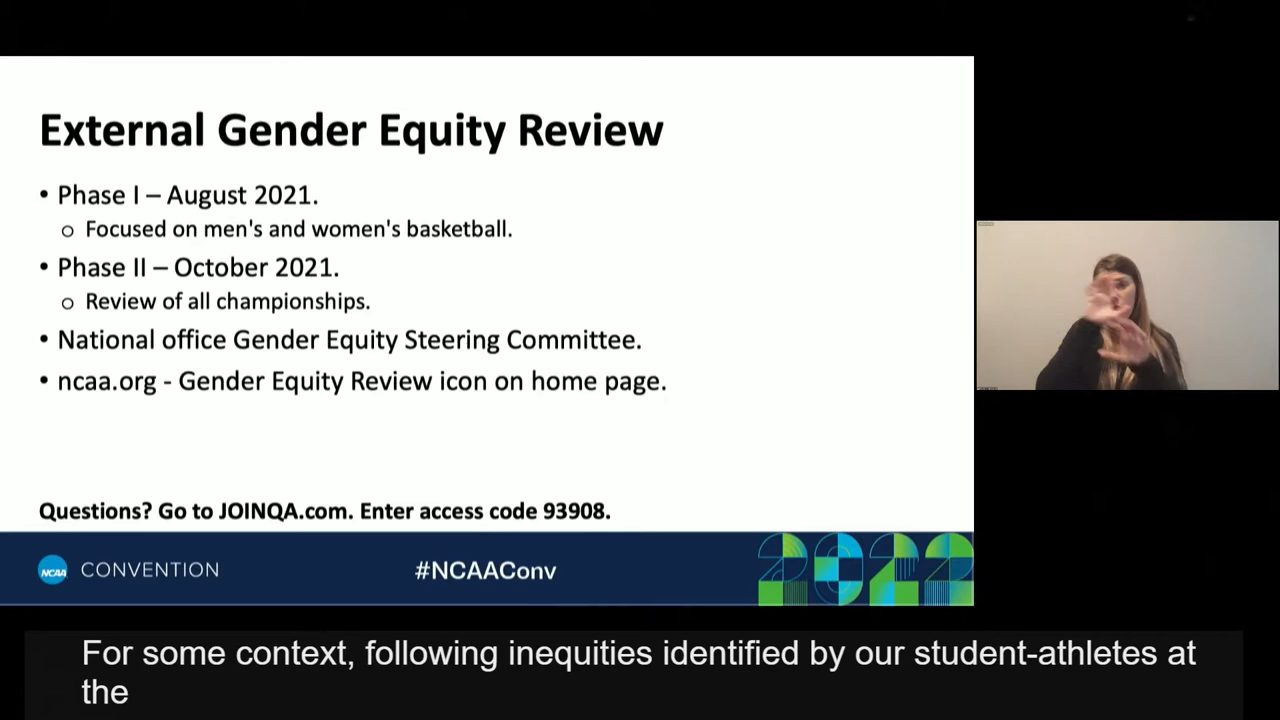 External Gender Equity Review
• Phase I – August 2021.
o Focused on men's and women's basketball.
• Phase II – October 2021.
o Review of all championships.
• National office Gender Equity Steering Committee.
• ncaa.org - Gender Equity Review icon on home page.
Questions? Go to JOINQA.com. Enter access code 93908.
NCAA CONVENTION
#NCAAConv
2022
For some context, following inequities identified by our student-athletes at
the